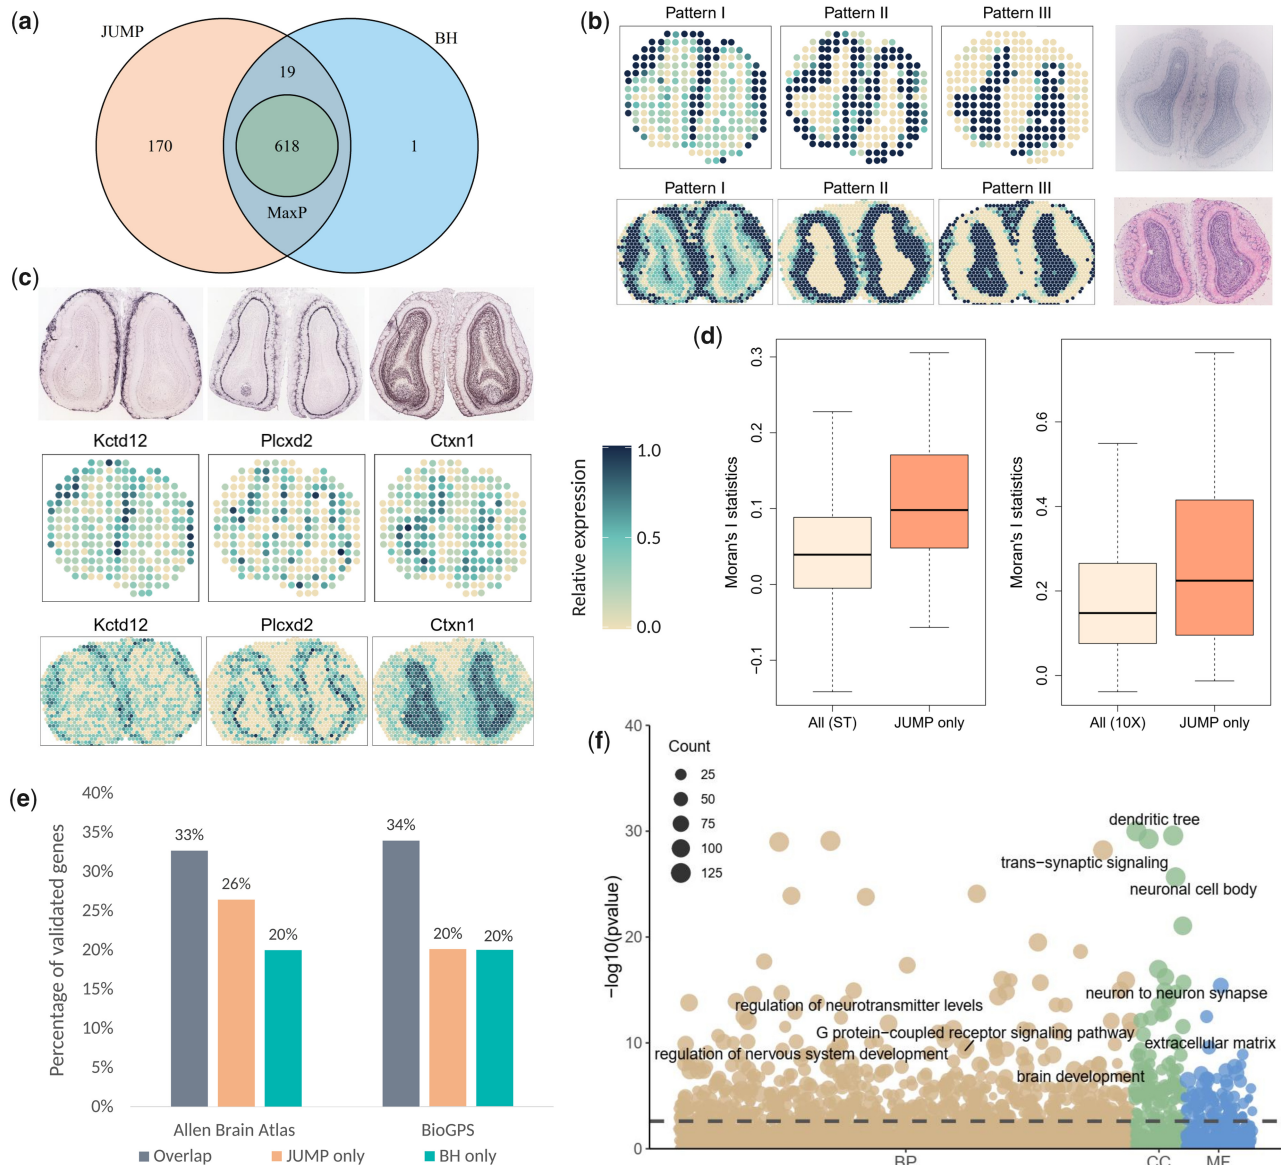 (a)
JUMP
BH
19
170
618
1
MaxP
(b)
Pattern I
Pattern II
Pattern III
Pattern I
Pattern II
Pattern III
(c)
Kctd12
Plcxd2
Ctxn1
Kctd12
Plcxd2
Ctxn1
Relative expression
1.0
0.5
0.0
(d)
Moran's I statistics
0.3
0.2
0.1
0.0
−0.1
All (ST)
JUMP only
Moran's I statistics
0.6
0.4
0.2
0.0
All (10X)
JUMP only
(e)
Percentage of validated genes
40%
35%
30%
25%
20%
15%
10%
5%
0%
33%
26%
20%
34%
20%
20%
Allen Brain Atlas
BioGPS
Overlap
JUMP only
BH only
(f)
−log10(pvalue)
40
30
20
10
0
Count
25
50
75
100
125
dendritic tree
trans−synaptic signaling
neuronal cell body
neuron to neuron synapse
regulation of neurotransmitter levels
G protein−coupled receptor signaling pathway
extracellular matrix
regulation of nervous system development
brain development
BP
CC
MF